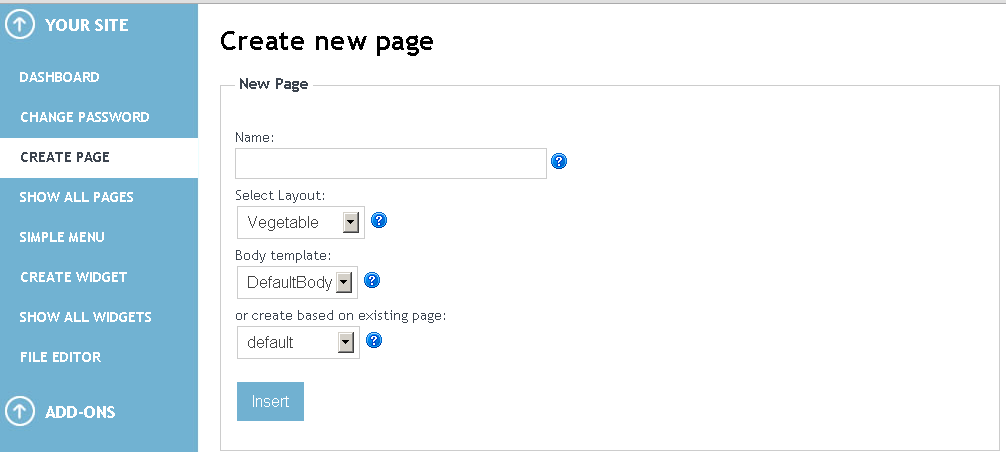 YOUR SITE
DASHBOARD
CHANGE PASSWORD
CREATE PAGE
SHOW ALL PAGES
SIMPLE MENU
CREATE WIDGET
SHOW ALL WIDGETS
FILE EDITOR
ADD-ONS
Create new page
New Page
Name:
?
Select Layout:
Vegetable ?
Body template:
DefaultBody ?
or create based on existing page:
default ?
Insert